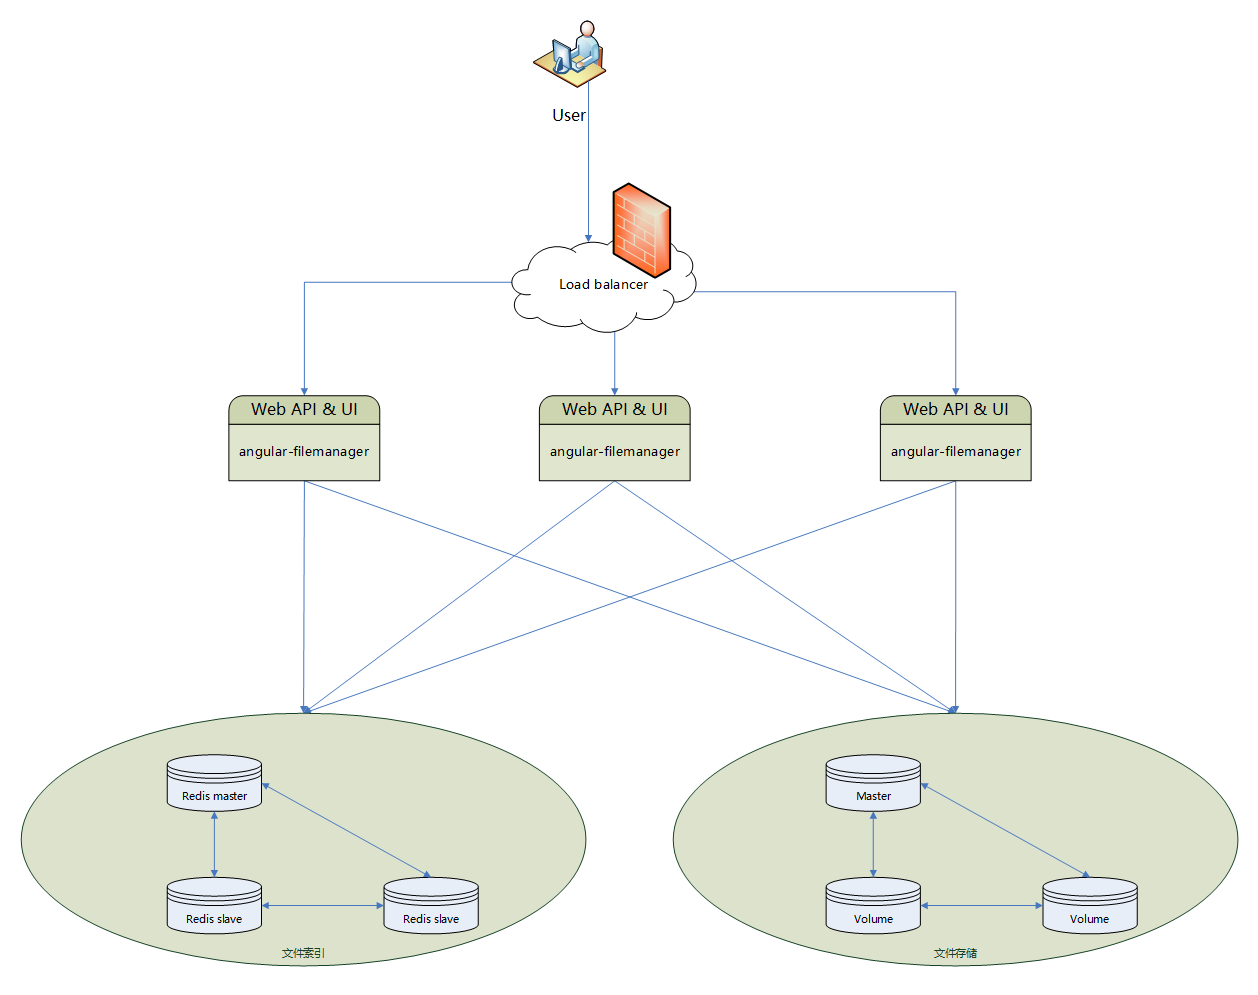 User
Load balancer
Web API & UI
angular-filemanager
Web API & UI
angular-filemanager
Web API & UI
angular-filemanager
Redis master
Redis slave
Redis slave
文件索引
Master
Volume
Volume
文件存储